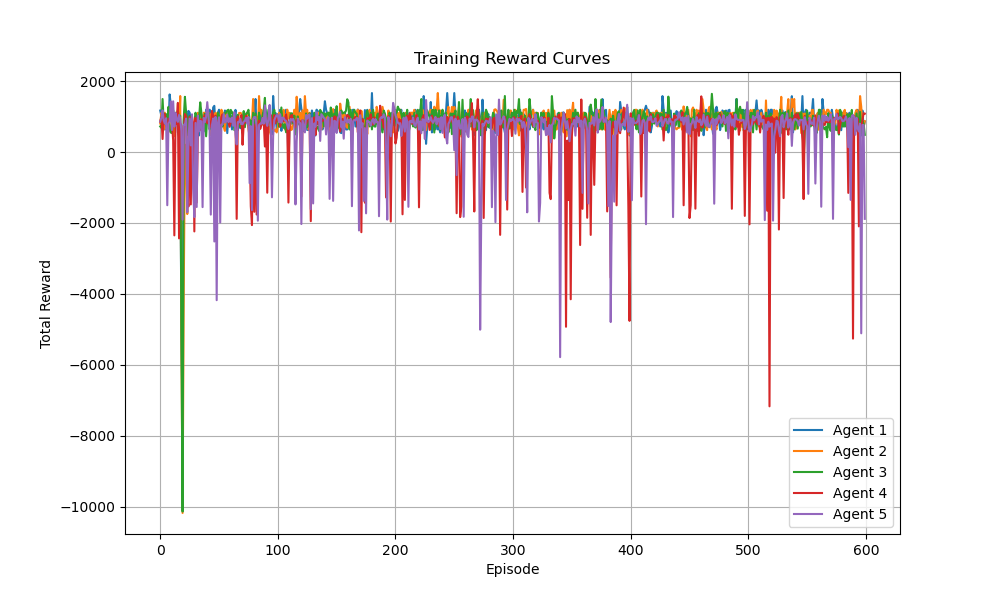 Training Reward Curves
2000
0
−2000
−4000
−6000
−8000
−10000
Total Reward
0 100 200 300 400 500 600
Episode
Agent 1
Agent 2
Agent 3
Agent 4
Agent 5